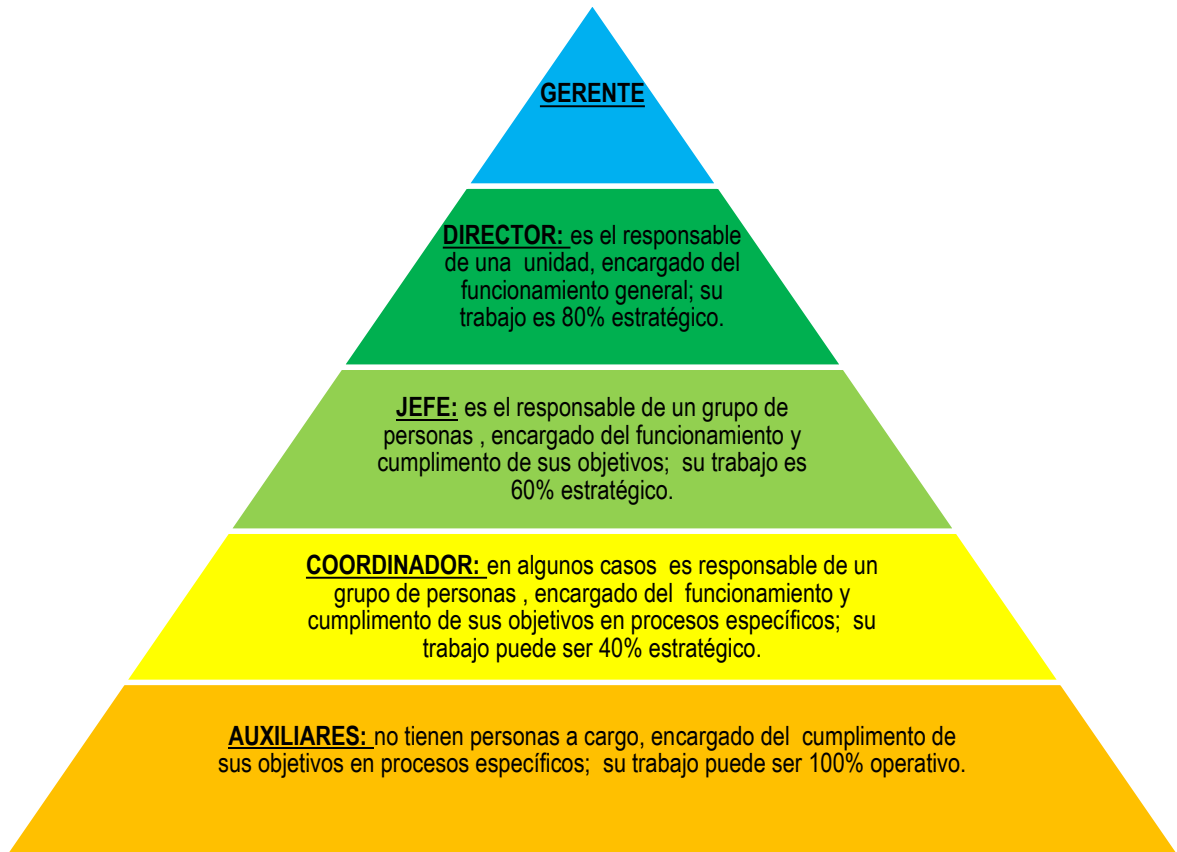 GERENTE
DIRECTOR: es el responsable
de una  unidad, encargado del
funcionamiento general; su
trabajo es 80% estratégico.
JEFE: es el responsable de un grupo de
personas , encargado del funcionamiento y
cumplimento de sus objetivos;  su trabajo es
60% estratégico.
COORDINADOR: en algunos casos  es responsable de un
grupo de personas , encargado del  funcionamiento y
cumplimento de sus objetivos en procesos específicos;  su
trabajo puede ser 40% estratégico.
AUXILIARES: no tienen personas a cargo, encargado del  cumplimento de
sus objetivos en procesos específicos;  su trabajo puede ser 100% operativo.